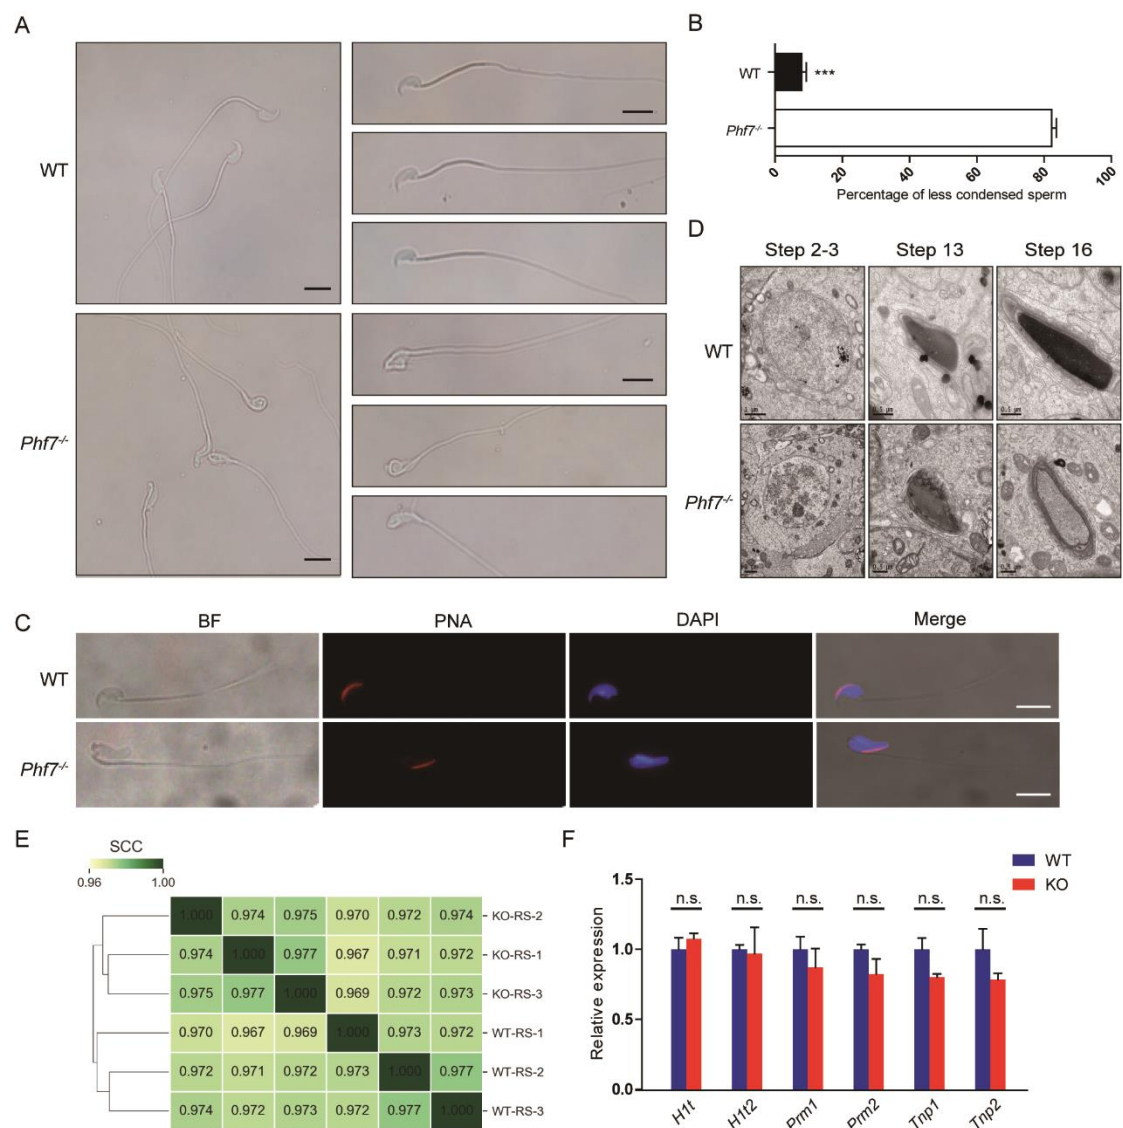 A
WT
Phf7-/-
B
WT
***
Phf7-/-
0 20 40 60 80 100
Percentage of less condensed sperm
D
Step 2-3 Step 13 Step 16
WT
Phf7-/-
C
BF PNA DAPI Merge
WT
Phf7-/-
E
SCC
0.96 1.00
1.000 0.974 0.975 0.970 0.972 0.974 KO-RS-2
0.974 1.000 0.977 0.967 0.971 0.972 KO-RS-1
0.975 0.977 1.000 0.969 0.972 0.973 KO-RS-3
0.970 0.967 0.969 1.000 0.973 0.972 WT-RS-1
0.972 0.971 0.972 0.973 1.000 0.977 WT-RS-2
0.974 0.972 0.973 0.972 0.977 1.000 WT-RS-3
F
WT
KO
Relative expression
1.5
1.0
0.5
0.0
n.s. n.s. n.s. n.s. n.s. n.s.
H1t H1t2 Prm1 Prm2 Tnp1 Tnp2